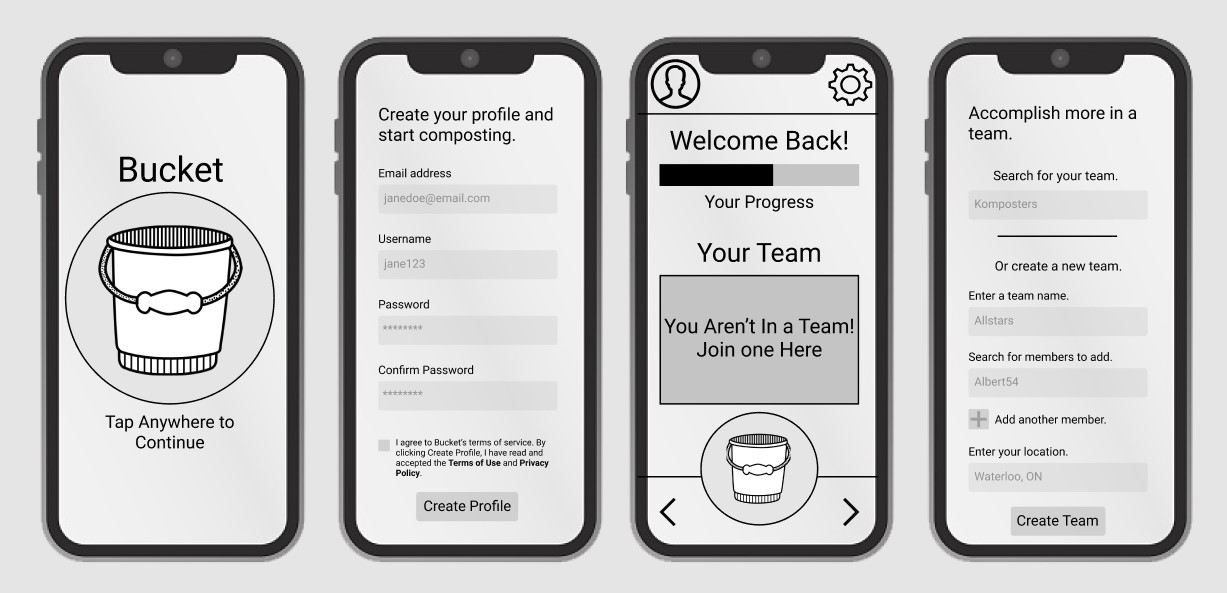 Bucket
Tap Anywhere to
Continue
Create your profile and
start composting.
Email address
janedoe@email.com
Username
jane123
Password
********
Confirm Password
********
I agree to Bucket's terms of service. By
clicking Create Profile, I have read and
accepted the Terms of Use and Privacy
Policy.
Create Profile
Welcome Back!
Your Progress
Your Team
You Aren't In a Team!
Join one Here
Accomplish more in a
team.
Search for your team.
Komposters
Or create a new team.
Enter a team name.
Allstars
Search for members to add.
Albert54
Add another member.
Enter your location.
Waterloo, ON
Create Team